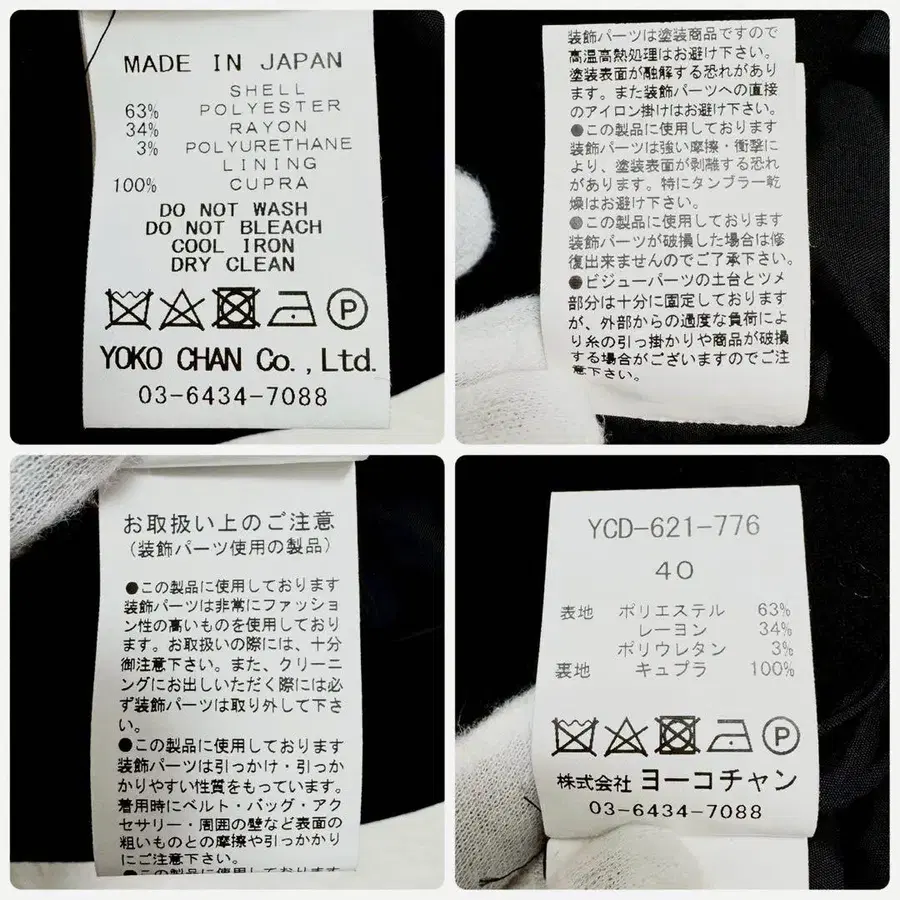 MADE IN JAPAN
SHELL
63% POLYESTER
34% RAYON
3% POLYURETHANE
LINING
100% CUPRA
DO NOT WASH
DO NOT BLEACH
COOL IRON
DRY CLEAN
P
YOKO CHAN Co.,Ltd.
03-6434-7088
装飾パーツは塗装商品ですので
高温高熱処理はお避け下さい。
塗装表面が融解する恐れがあり
ます。また装飾パーツへの直接
のアイロン掛けはお避け下さい。
●この製品に使用しております
装飾パーツは強い摩擦・衝撃に
より、塗装表面が剥離する恐れ
があります。特にタンブラー乾
燥はお避け下さい。
●この製品に使用しております
装飾パーツが破損した場合は修
復出来ませんのでご了承下さい。
●ビジューパーツの土台とツメ
部分は十分に固定しております
が、外部からの過度な負荷によ
り糸の引っ掛かりや商品が破損
する場合がございますのでご注
意下さい。
お取扱い上のご注意
(装飾パーツ使用の製品)
●この製品に使用しております
装飾パーツは非常にファッショ
ン性の高いものを使用しており
ます。お取扱いの際には、十分
御注意下さい。また、クリーニ
ングにお出しいただく際には必
ず装飾パーツは取り外して下さ
い。
●この製品に使用しております
装飾パーツは引っかけ・引っか
かりやすい性質をもっています。
着用時にベルト・バッグ・アク
セサリー・周囲の壁など表面の
粗いものとの摩擦や引っかかり
にご注意下さい。
●この製品に使用しております
YCD-621-776
40
表地 ポリエステル 63%
レーヨン 34%
ポリウレタン 3%
裏地 キュプラ 100%
P
株式会社 ヨーコチャン
03-6434-7088